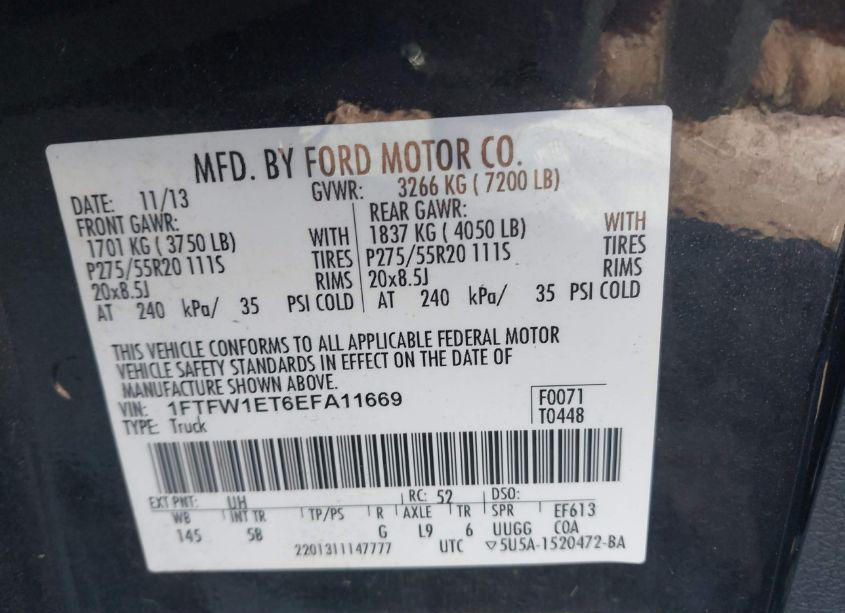 MFD. BY FORD MOTOR CO.
DATE: 11/13 GVWR: 3266 KG ( 7200 LB)
FRONT GAWR: REAR GAWR:
1701 KG ( 3750 LB) WITH 1837 KG ( 4050 LB) WITH
P275/55R20 111S TIRES P275/55R20 111S TIRES
20x8.5J RIMS 20x8.5J RIMS
AT 240 kPa/ 35 PSI COLD AT 240 kPa/ 35 PSI COLD
THIS VEHICLE CONFORMS TO ALL APPLICABLE FEDERAL MOTOR
VEHICLE SAFETY STANDARDS IN EFFECT ON THE DATE OF
MANUFACTURE SHOWN ABOVE.
VIN: 1FTFW1ET6EFA11669 F0071
TYPE: Truck T0448
EXT PNT: UH RC: 52 DSO:
WB INT TR TP/PS R AXLE TR SPR EF613
145 5B G L9 6 UUGG COA
2201311147777 UTC ▽5U5A-1520472-BA